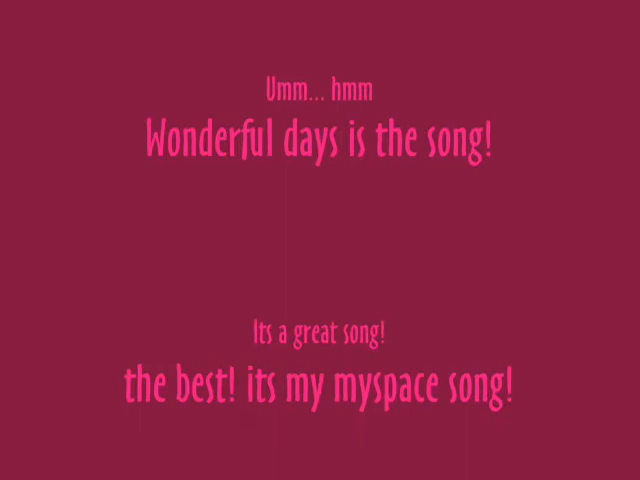 Umm... hmm
Wonderful days is the song!
Its a great song!
the best! its my myspace song!